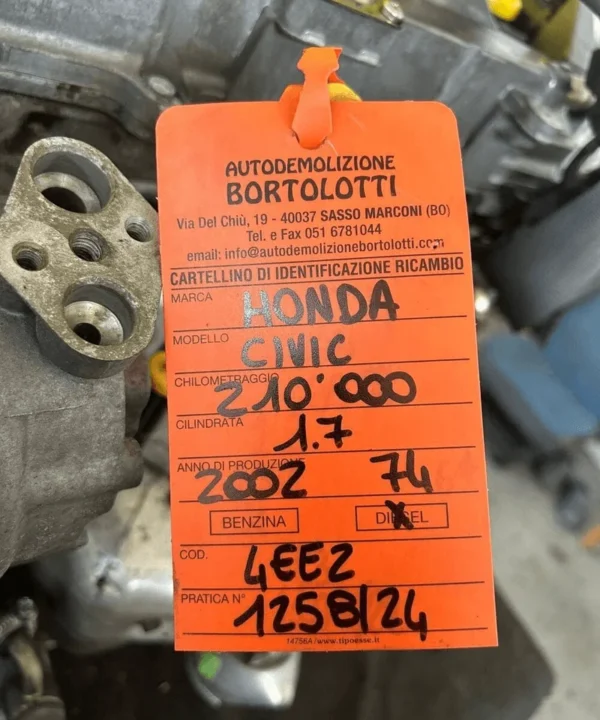 AUTODEMOLIZIONE
BORTOLOTTI
Via Del Chiù, 19 - 40037 SASSO MARCONI (BO)
Tel. e Fax 051 6781044
email: info@autodemolizionebortolotti.com
CARTELLINO DI IDENTIFICAZIONE RICAMBIO
MARCA HONDA
MODELLO CIVIC
CHILOMETRAGGIO 210'000
CILINDRATA 1.7
ANNO DI PRODUZIONE 2002 74
BENZINA DIESEL
COD. 4EE2
PRATICA N° 1258/24
14756A/www.tipoesse.it